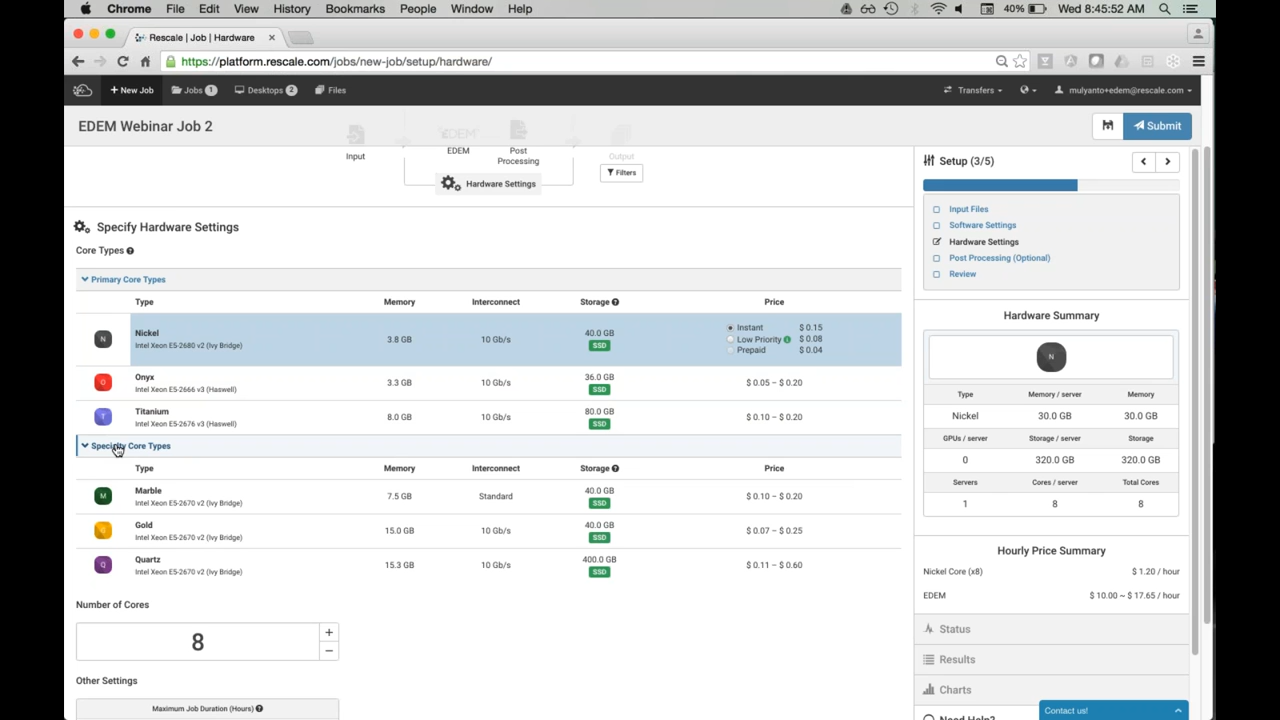 Chrome File Edit View History Bookmarks People Window Help 40% Wed 8:45:52 AM
Rescale | Job | Hardware
https://platform.rescale.com/jobs/new-job/setup/hardware/
+ New Job Jobs 1 Desktops 2 Files Transfers mulyanto+edem@rescale.com
EDEM Webinar Job 2 Submit
Input EDEM Post Processing Output
Hardware Settings Filters
Specify Hardware Settings
Core Types
Primary Core Types
Type Memory Interconnect Storage Price
N Nickel Intel Xeon E5-2680 v2 (Ivy Bridge) 3.8 GB 10 Gb/s 40.0 GB SSD
Instant $ 0.15
Low Priority $ 0.08
Prepaid $ 0.04
O Onyx Intel Xeon E5-2666 v3 (Haswell) 3.3 GB 10 Gb/s 36.0 GB SSD $ 0.05 – $ 0.20
T Titanium Intel Xeon E5-2676 v3 (Haswell) 8.0 GB 10 Gb/s 80.0 GB SSD $ 0.10 – $ 0.20
Specialty Core Types
Type Memory Interconnect Storage Price
M Marble Intel Xeon E5-2670 v2 (Ivy Bridge) 7.5 GB Standard 40.0 GB SSD $ 0.10 – $ 0.20
G Gold Intel Xeon E5-2670 v2 (Ivy Bridge) 15.0 GB 10 Gb/s 40.0 GB SSD $ 0.07 – $ 0.25
Q Quartz Intel Xeon E5-2670 v2 (Ivy Bridge) 15.3 GB 10 Gb/s 400.0 GB SSD $ 0.11 – $ 0.60
Number of Cores
8 + −
Other Settings
Maximum Job Duration (Hours)
Setup (3/5)
Input Files
Software Settings
Hardware Settings
Post Processing (Optional)
Review
Hardware Summary
N
Type Memory / server Memory
Nickel 30.0 GB 30.0 GB
GPUs / server Storage / server Storage
0 320.0 GB 320.0 GB
Servers Cores / server Total Cores
1 8 8
Hourly Price Summary
Nickel Core (x8) $ 1.20 / hour
EDEM $ 10.00 ~ $ 17.65 / hour
Status
Results
Charts
Need Help?
Contact us!